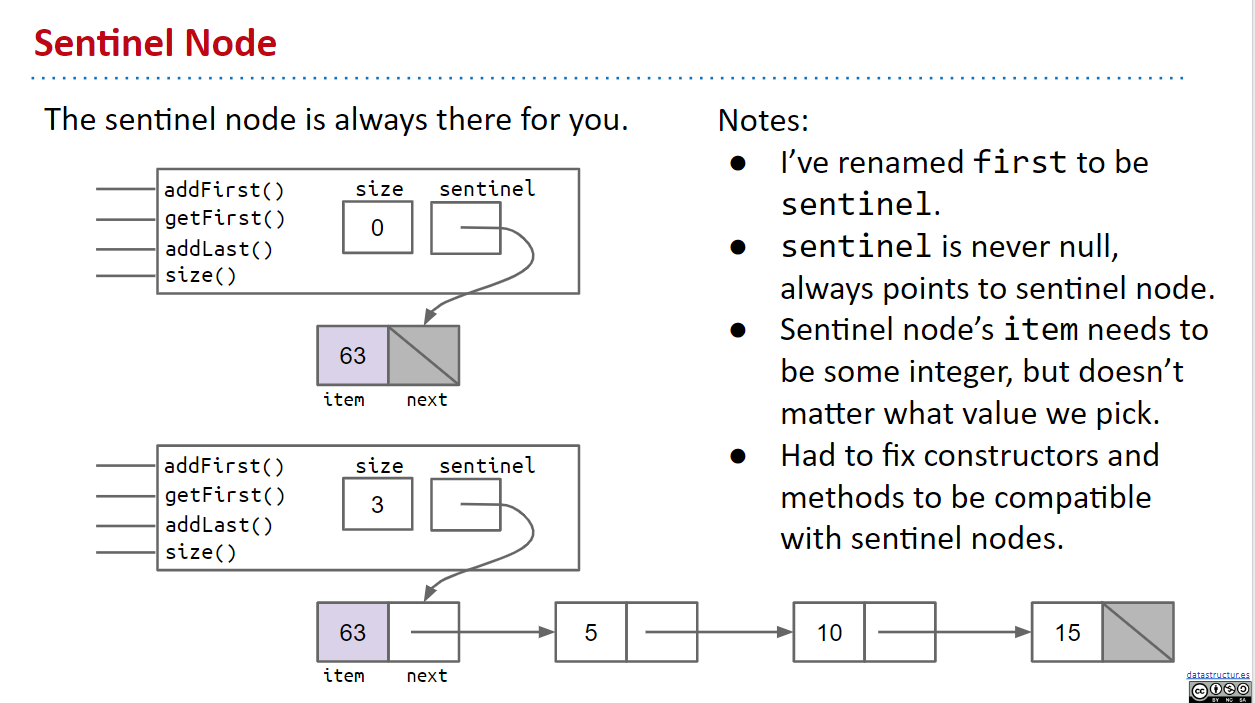 Sentinel Node
The sentinel node is always there for you.
addFirst()
getFirst()
addLast()
size()
size
sentinel
0
63
item
next
addFirst()
getFirst()
addLast()
size()
size
sentinel
3
63
item
next
5
10
15
Notes:
● I’ve renamed first to be
sentinel.
● sentinel is never null,
always points to sentinel node.
● Sentinel node’s item needs to
be some integer, but doesn’t
matter what value we pick.
● Had to fix constructors and
methods to be compatible
with sentinel nodes.
datastructur.es
cc
BY NC SA